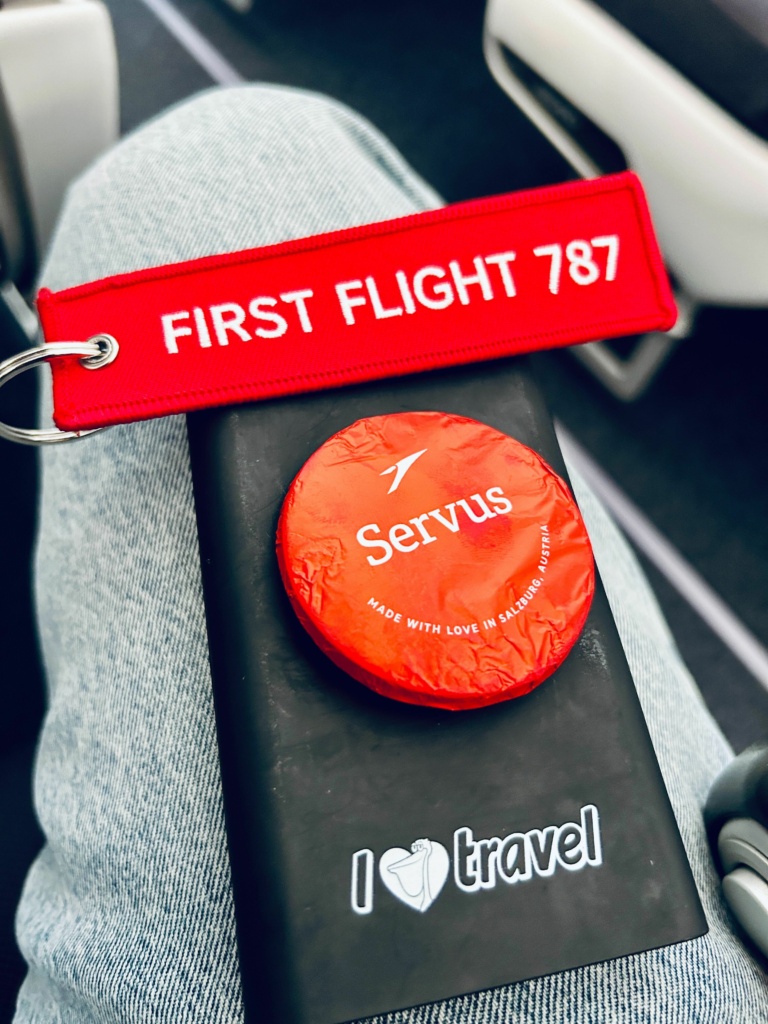 FIRST FLIGHT 787
Servus
MADE WITH LOVE IN SALZBURG, AUSTRIA
I travel